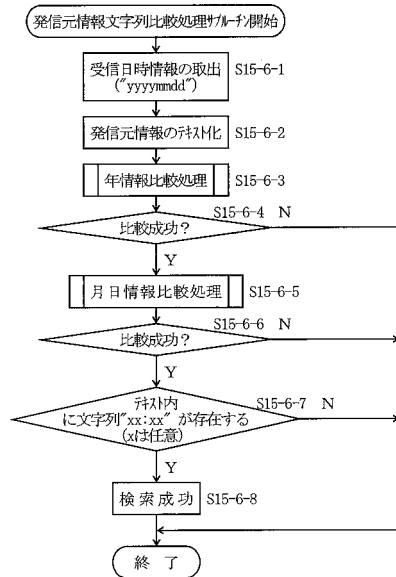 発信元情報文字列比較処理ｻﾌﾞﾙｰﾁﾝ開始
受信日時情報の取出
("yyyymmdd")
S15-6-1
発信元情報のﾃｷｽﾄ化
S15-6-2
年情報比較処理
S15-6-3
S15-6-4 N
比較成功？
Y
月日情報比較処理
S15-6-5
S15-6-6 N
比較成功？
Y
S15-6-7 N
ﾃｷｽﾄ内
に文字列"xx:xx" が存在する
(xは任意)
Y
検索成功
S15-6-8
終 了